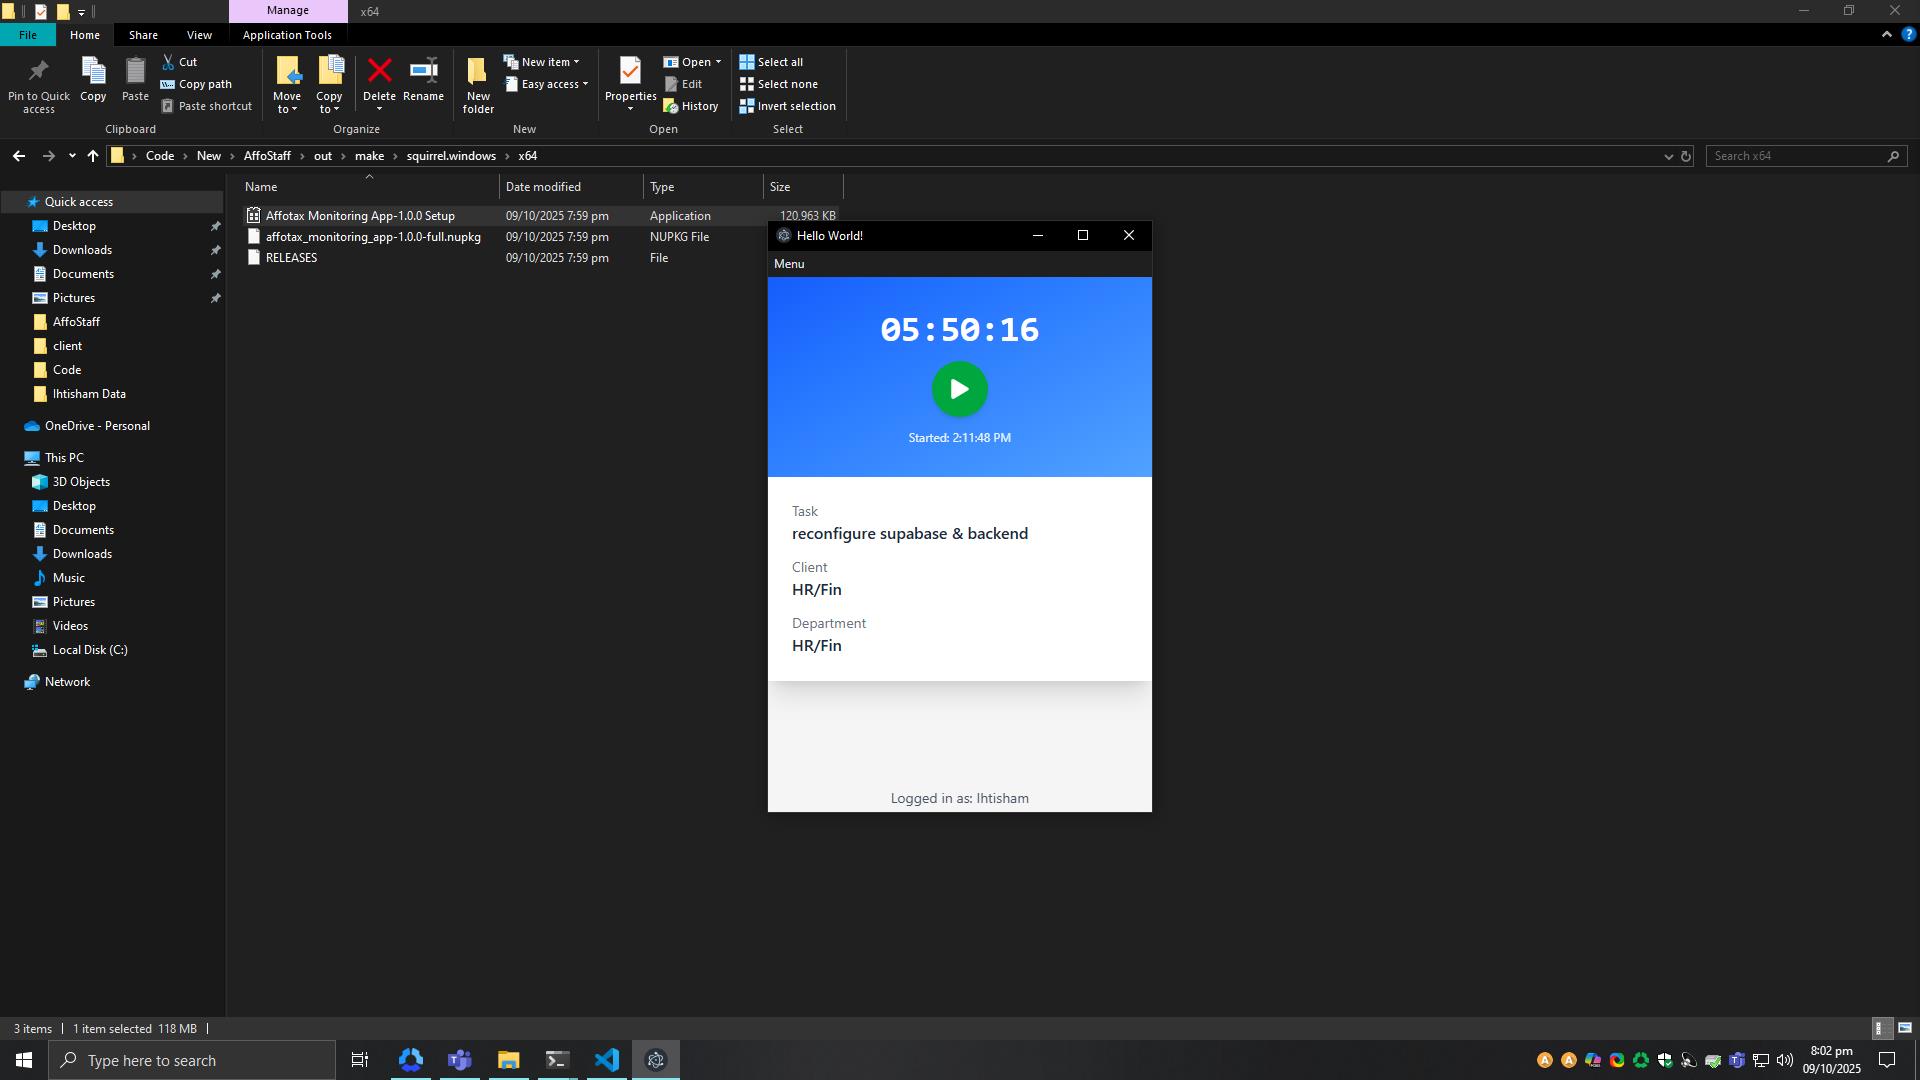 Manage
x64
File
Home
Share
View
Application Tools
Pin to Quick access
Copy
Paste
Cut
Copy path
Paste shortcut
Clipboard
Move to
Copy to
Delete
Rename
Organize
New folder
New item
Easy access
New
Properties
Open
Edit
History
Open
Select all
Select none
Invert selection
Select
Code
New
AffoStaff
out
make
squirrel.windows
x64
Search x64
Name
Date modified
Type
Size
Affotax Monitoring App-1.0.0 Setup 09/10/2025 7:59 pm Application 120,963 KB
affotax_monitoring_app-1.0.0-full.nupkg 09/10/2025 7:59 pm NUPKG File
RELEASES 09/10/2025 7:59 pm File
Quick access
Desktop
Downloads
Documents
Pictures
AffoStaff
client
Code
Ihtisham Data
OneDrive - Personal
This PC
3D Objects
Desktop
Documents
Downloads
Music
Pictures
Videos
Local Disk (C:)
Network
Hello World!
Menu
05:50:16
Started: 2:11:48 PM
Task
reconfigure supabase & backend
Client
HR/Fin
Department
HR/Fin
Logged in as: Ihtisham
3 items
1 item selected 118 MB
Type here to search
8:02 pm
09/10/2025